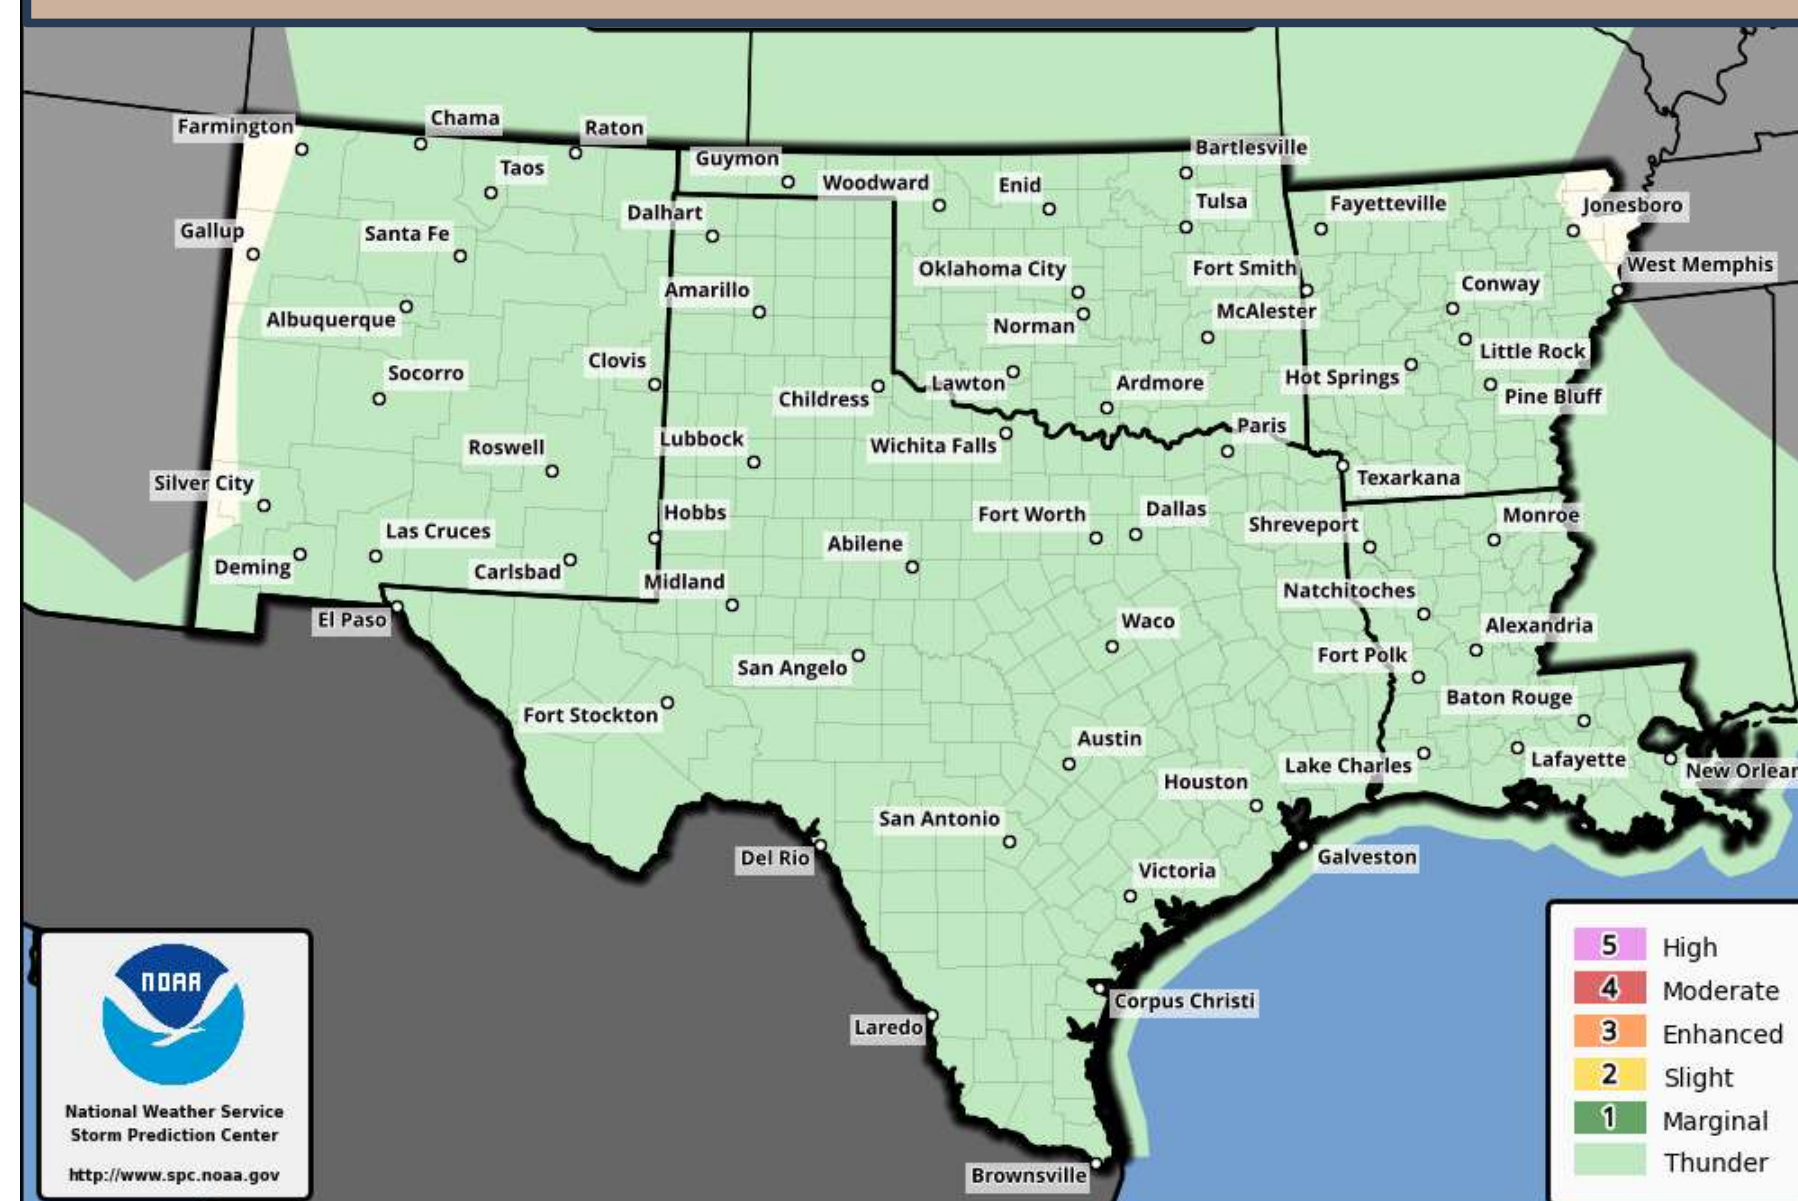 Farmington
Chama
Raton
Taos
Guymon
Woodward
Enid
Bartlesville
Tulsa
Fayetteville
Jonesboro
Gallup
Santa Fe
Dalhart
Oklahoma City
Fort Smith
West Memphis
Albuquerque
Amarillo
Norman
McAlester
Conway
Little Rock
Socorro
Clovis
Childress
Lawton
Ardmore
Hot Springs
Pine Bluff
Roswell
Lubbock
Wichita Falls
Paris
Texarkana
Silver City
Hobbs
Fort Worth
Dallas
Shreveport
Monroe
Deming
Las Cruces
Carlsbad
Midland
Abilene
Natchitoches
El Paso
San Angelo
Waco
Alexandria
Fort Polk
Fort Stockton
Baton Rouge
Austin
Houston
Lake Charles
Lafayette
New Orlean
Del Rio
San Antonio
Victoria
Galveston
Laredo
Corpus Christi
Brownsville
NOAA
National Weather Service
Storm Prediction Center
http://www.spc.noaa.gov
5 High
4 Moderate
3 Enhanced
2 Slight
1 Marginal
Thunder